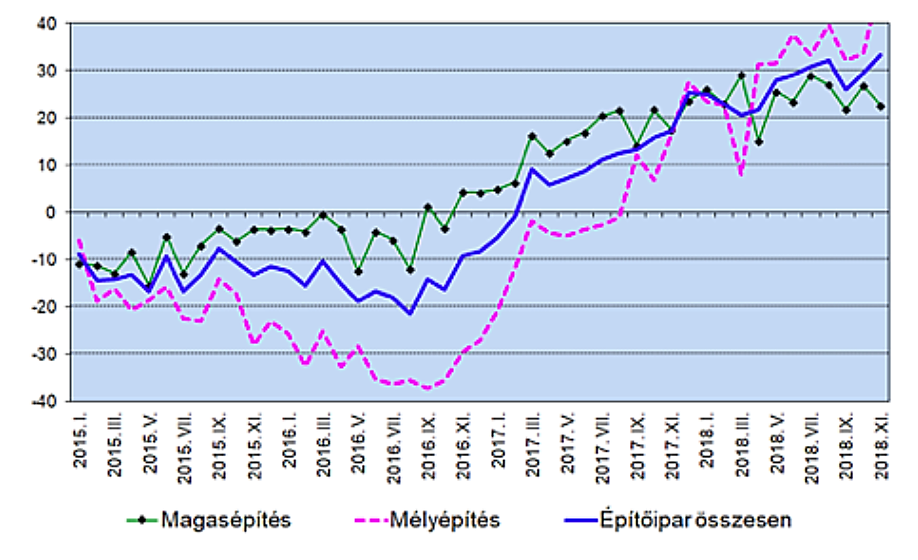 40
30
20
10
0
-10
-20
-30
-40
2015. I.
2015. III.
2015. V.
2015. VII.
2015. IX.
2015. XI.
2016. I.
2016. III.
2016. V.
2016. VII.
2016. IX.
2016. XI.
2017. I.
2017. III.
2017. V.
2017. VII.
2017. IX.
2017. XI.
2018. I.
2018. III.
2018. V.
2018. VII.
2018. IX.
2018. XI.
Magasépítés Mélyépítés Építőipar összesen